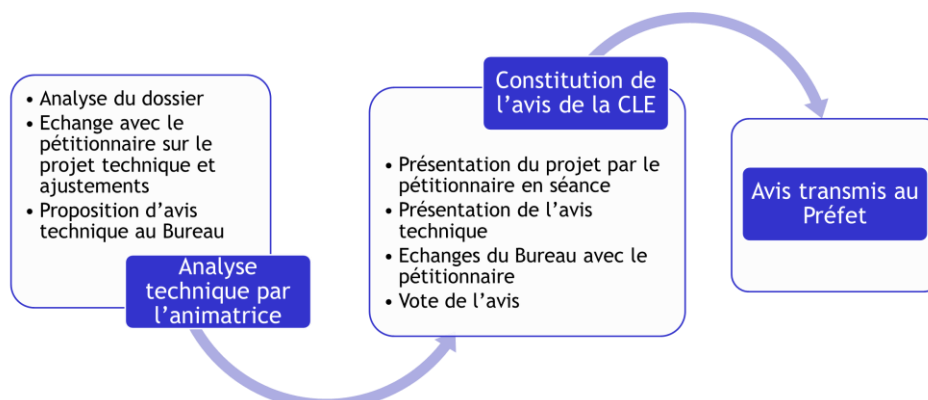 • Analyse du dossier
• Echange avec le
pétitionnaire sur le
projet technique et
ajustements
• Proposition d’avis
technique au Bureau
Analyse
technique par
l’animatrice
Constitution de
l’avis de la CLE
• Présentation du projet par le
pétitionnaire en séance
• Présentation de l’avis
technique
• Echanges du Bureau avec le
pétitionnaire
• Vote de l’avis
Avis transmis au
Préfet